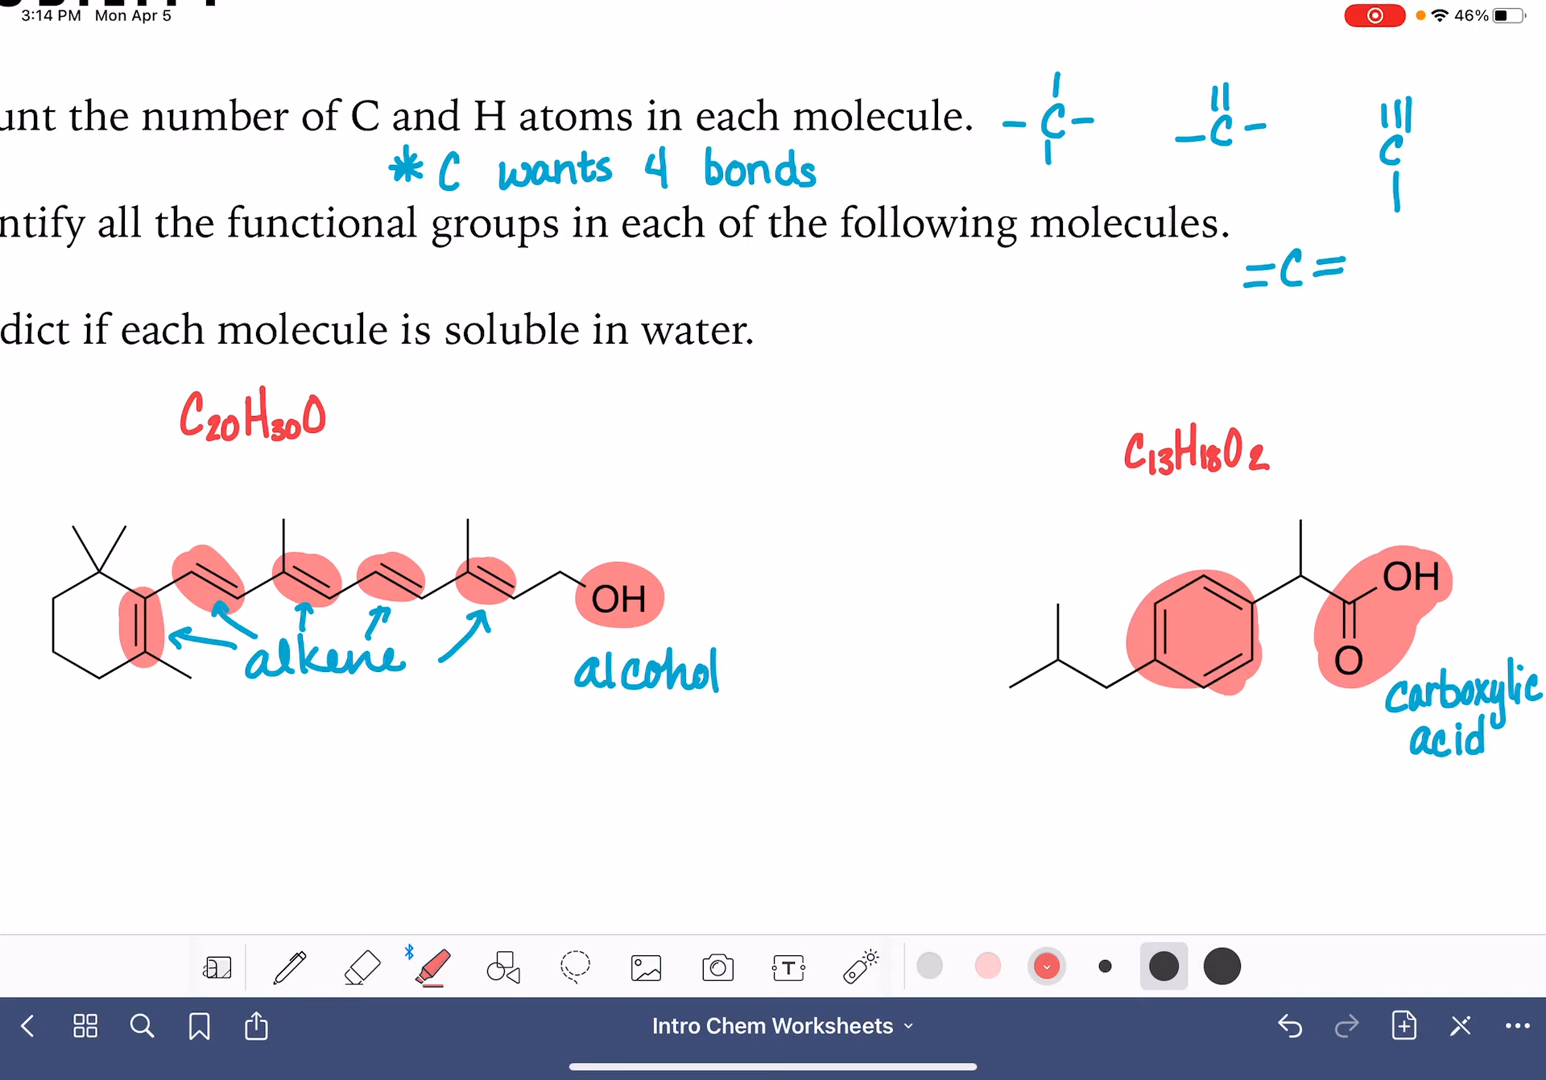 3:14 PM Mon Apr 5
46%
unt the number of C and H atoms in each molecule.
-C- -C- C
* C wants 4 bonds
ntify all the functional groups in each of the following molecules.
=C=
dict if each molecule is soluble in water.
C20H30O
C13H18O2
OH
OH
O
alkene
alcohol
carboxylic
acid
Intro Chem Worksheets